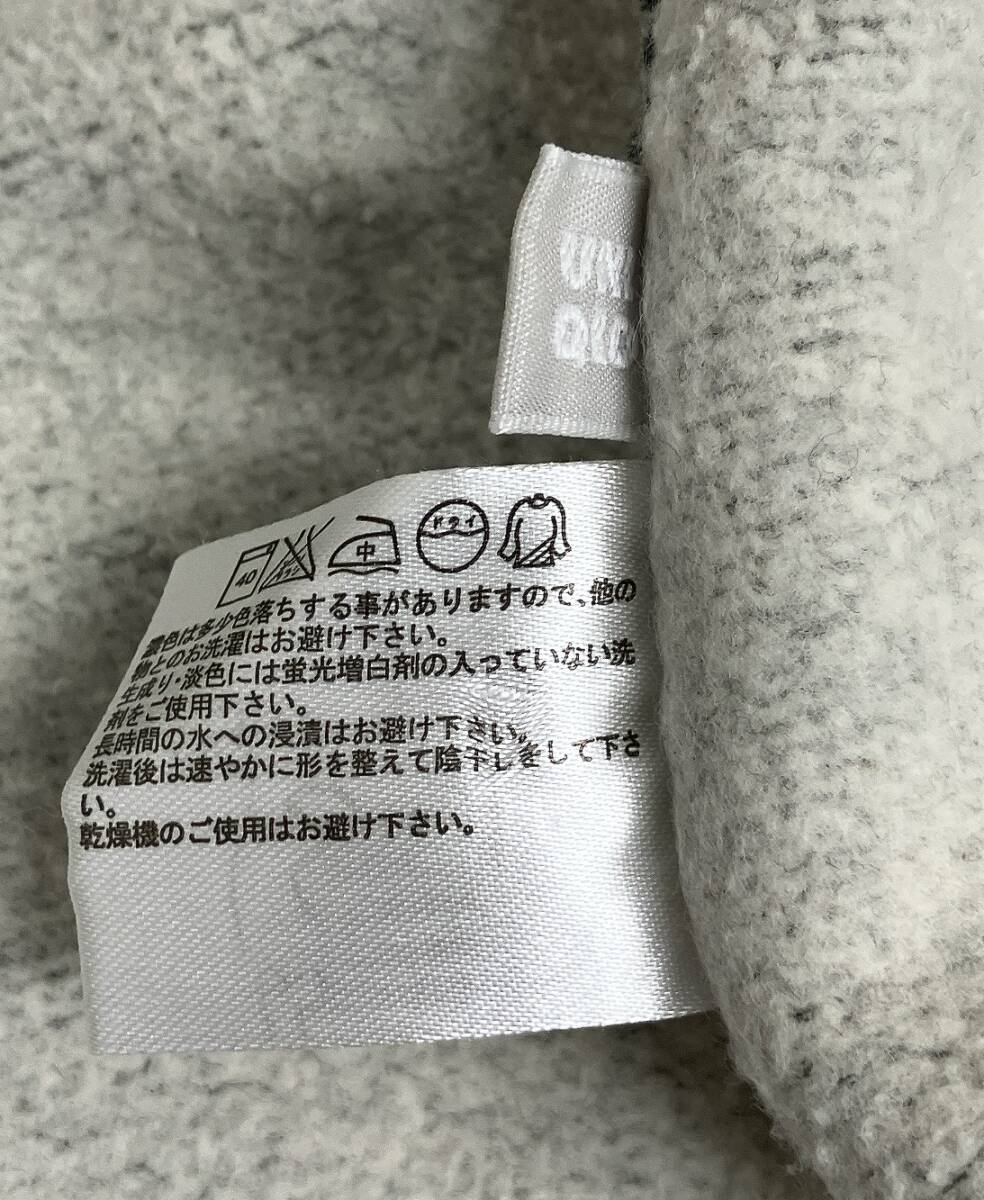 UN
QLO
40
中
ドライ
濃色は多少色落ちする事がありますので、他の
物とのお洗濯はお避け下さい。
生成り・淡色には蛍光増白剤の入っていない洗
剤をご使用下さい。
長時間の水への浸漬はお避け下さい。
洗濯後は速やかに形を整えて陰干しをして下さ
い。
乾燥機のご使用はお避け下さい。